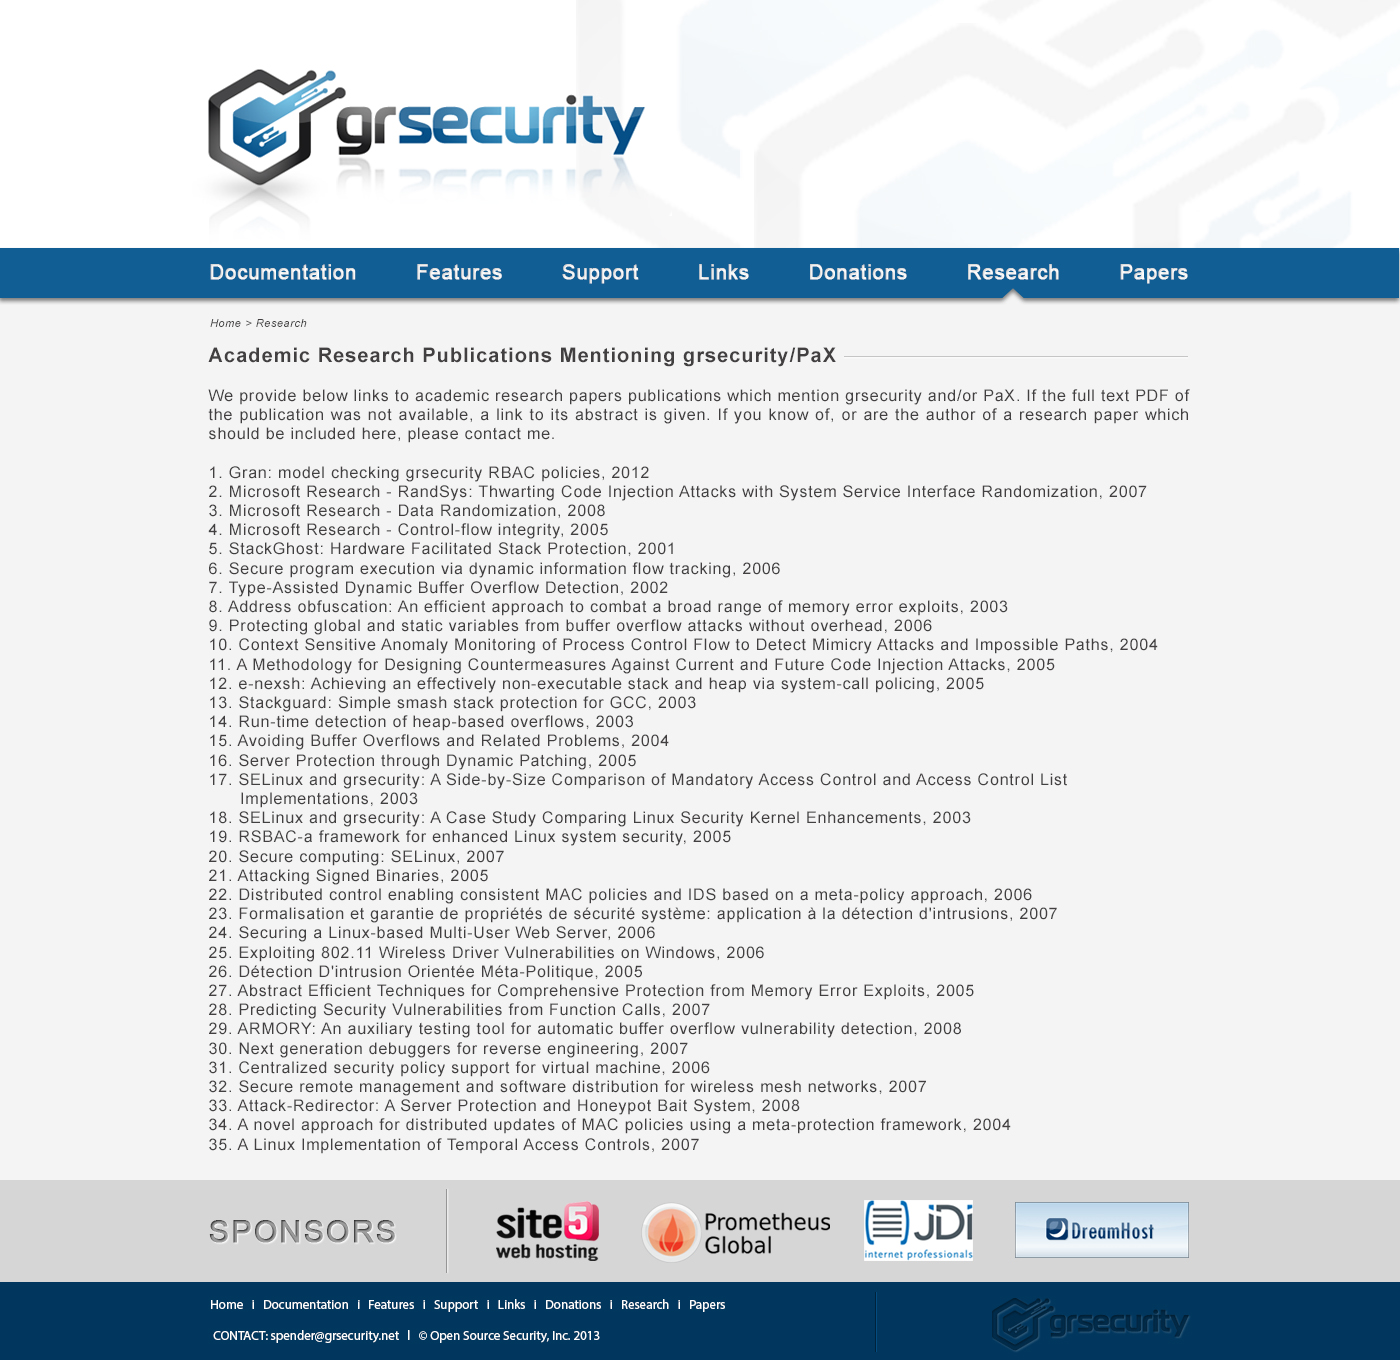 grsecurity
Documentation Features Support Links Donations Research Papers
Home > Research
Academic Research Publications Mentioning grsecurity/PaX
We provide below links to academic research papers publications which mention grsecurity and/or PaX. If the full text PDF of
the publication was not available, a link to its abstract is given. If you know of, or are the author of a research paper which
should be included here, please contact me.
1. Gran: model checking grsecurity RBAC policies, 2012
2. Microsoft Research - RandSys: Thwarting Code Injection Attacks with System Service Interface Randomization, 2007
3. Microsoft Research - Data Randomization, 2008
4. Microsoft Research - Control-flow integrity, 2005
5. StackGhost: Hardware Facilitated Stack Protection, 2001
6. Secure program execution via dynamic information flow tracking, 2006
7. Type-Assisted Dynamic Buffer Overflow Detection, 2002
8. Address obfuscation: An efficient approach to combat a broad range of memory error exploits, 2003
9. Protecting global and static variables from buffer overflow attacks without overhead, 2006
10. Context Sensitive Anomaly Monitoring of Process Control Flow to Detect Mimicry Attacks and Impossible Paths, 2004
11. A Methodology for Designing Countermeasures Against Current and Future Code Injection Attacks, 2005
12. e-nexsh: Achieving an effectively non-executable stack and heap via system-call policing, 2005
13. Stackguard: Simple smash stack protection for GCC, 2003
14. Run-time detection of heap-based overflows, 2003
15. Avoiding Buffer Overflows and Related Problems, 2004
16. Server Protection through Dynamic Patching, 2005
17. SELinux and grsecurity: A Side-by-Size Comparison of Mandatory Access Control and Access Control List
Implementations, 2003
18. SELinux and grsecurity: A Case Study Comparing Linux Security Kernel Enhancements, 2003
19. RSBAC-a framework for enhanced Linux system security, 2005
20. Secure computing: SELinux, 2007
21. Attacking Signed Binaries, 2005
22. Distributed control enabling consistent MAC policies and IDS based on a meta-policy approach, 2006
23. Formalisation et garantie de propriétés de sécurité système: application à la détection d'intrusions, 2007
24. Securing a Linux-based Multi-User Web Server, 2006
25. Exploiting 802.11 Wireless Driver Vulnerabilities on Windows, 2006
26. Détection D'intrusion Orientée Méta-Politique, 2005
27. Abstract Efficient Techniques for Comprehensive Protection from Memory Error Exploits, 2005
28. Predicting Security Vulnerabilities from Function Calls, 2007
29. ARMORY: An auxiliary testing tool for automatic buffer overflow vulnerability detection, 2008
30. Next generation debuggers for reverse engineering, 2007
31. Centralized security policy support for virtual machine, 2006
32. Secure remote management and software distribution for wireless mesh networks, 2007
33. Attack-Redirector: A Server Protection and Honeypot Bait System, 2008
34. A novel approach for distributed updates of MAC policies using a meta-protection framework, 2004
35. A Linux Implementation of Temporal Access Controls, 2007
SPONSORS
site5
web hosting
Prometheus
Global
JDi
internet professionals
DreamHost
Home | Documentation | Features | Support | Links | Donations | Research | Papers
CONTACT: spender@grsecurity.net | © Open Source Security, Inc. 2013
grsecurity